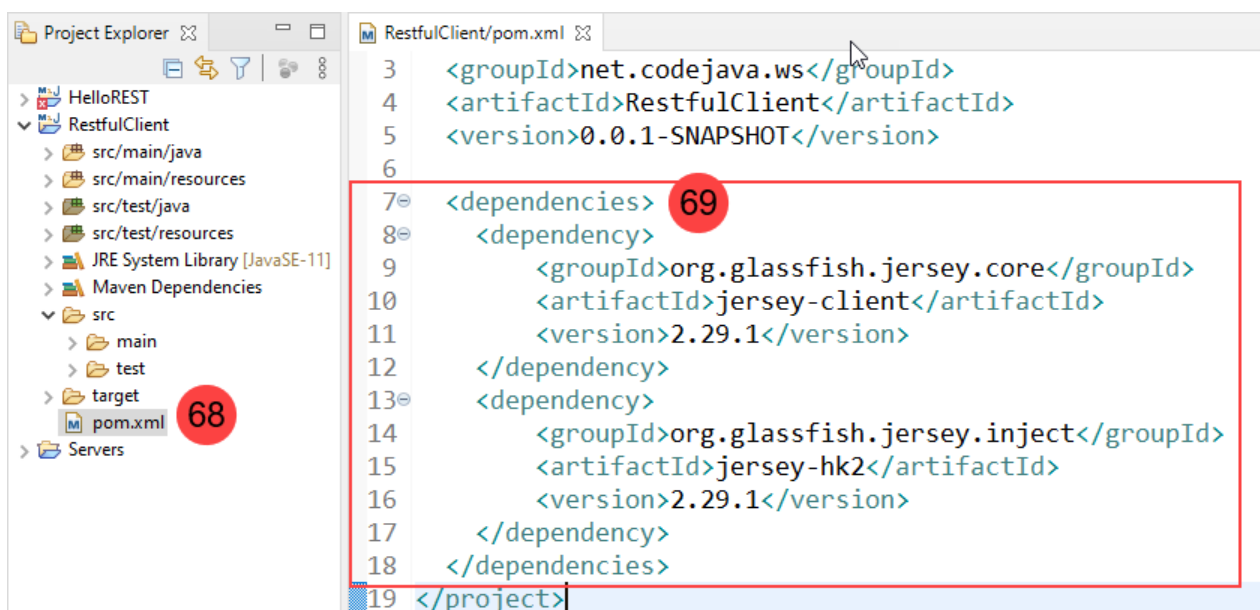 Project Explorer
HelloREST
RestfulClient
src/main/java
src/main/resources
src/test/java
src/test/resources
JRE System Library [JavaSE-11]
Maven Dependencies
src
main
test
target
pom.xml
68
Servers
RestfulClient/pom.xml
3 <groupId>net.codejava.ws</groupId>
4 <artifactId>RestfulClient</artifactId>
5 <version>0.0.1-SNAPSHOT</version>
6
7 <dependencies> 69
8 <dependency>
9 <groupId>org.glassfish.jersey.core</groupId>
10 <artifactId>jersey-client</artifactId>
11 <version>2.29.1</version>
12 </dependency>
13 <dependency>
14 <groupId>org.glassfish.jersey.inject</groupId>
15 <artifactId>jersey-hk2</artifactId>
16 <version>2.29.1</version>
17 </dependency>
18 </dependencies>
19 </project>